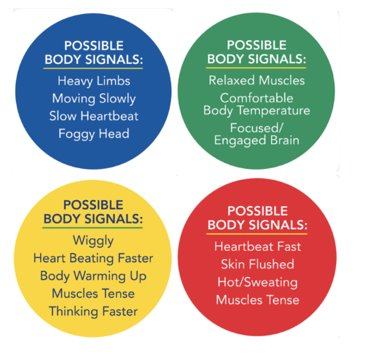 POSSIBLE
BODY SIGNALS:
Heavy Limbs
Moving Slowly
Slow Heartbeat
Foggy Head
POSSIBLE
BODY SIGNALS:
Relaxed Muscles
Comfortable
Body Temperature
Focused/
Engaged Brain
POSSIBLE
BODY SIGNALS:
Wiggly
Heart Beating Faster
Body Warming Up
Muscles Tense
Thinking Faster
POSSIBLE
BODY SIGNALS:
Heartbeat Fast
Skin Flushed
Hot/Sweating
Muscles Tense